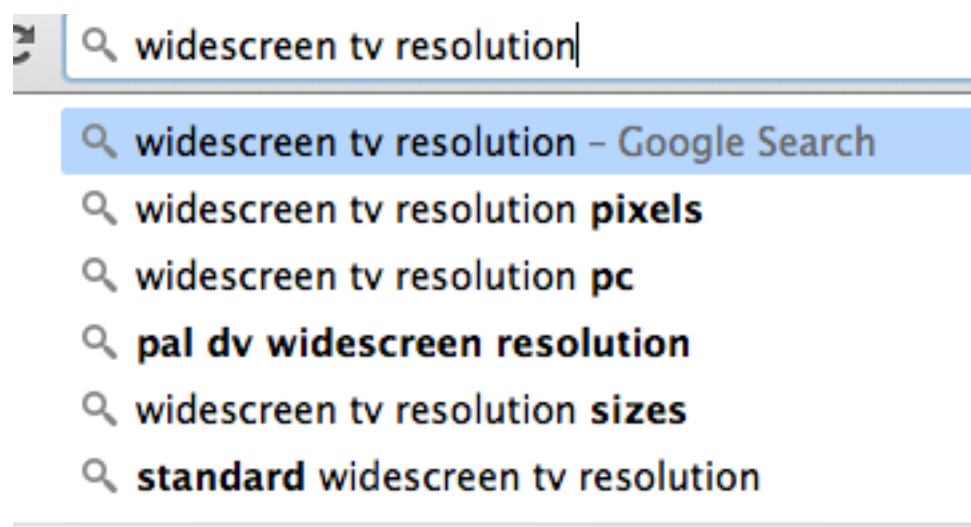 widescreen tv resolution
widescreen tv resolution – Google Search
widescreen tv resolution pixels
widescreen tv resolution pc
pal dv widescreen resolution
widescreen tv resolution sizes
standard widescreen tv resolution